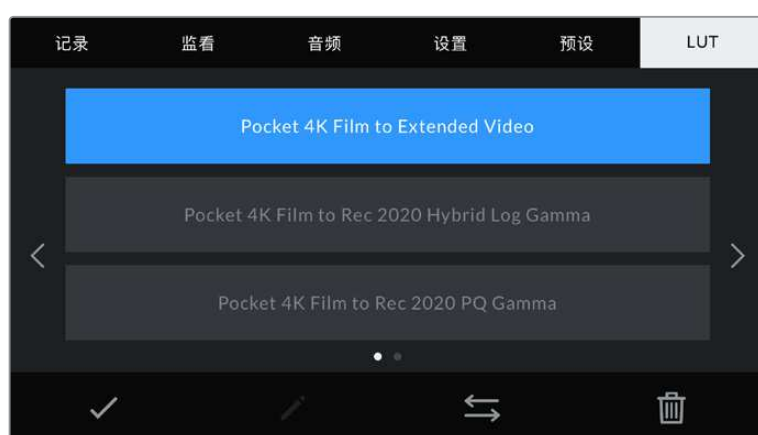 记录 监看 音频 设置 预设 LUT
Pocket 4K Film to Extended Video
Pocket 4K Film to Rec 2020 Hybrid Log Gamma
Pocket 4K Film to Rec 2020 PQ Gamma